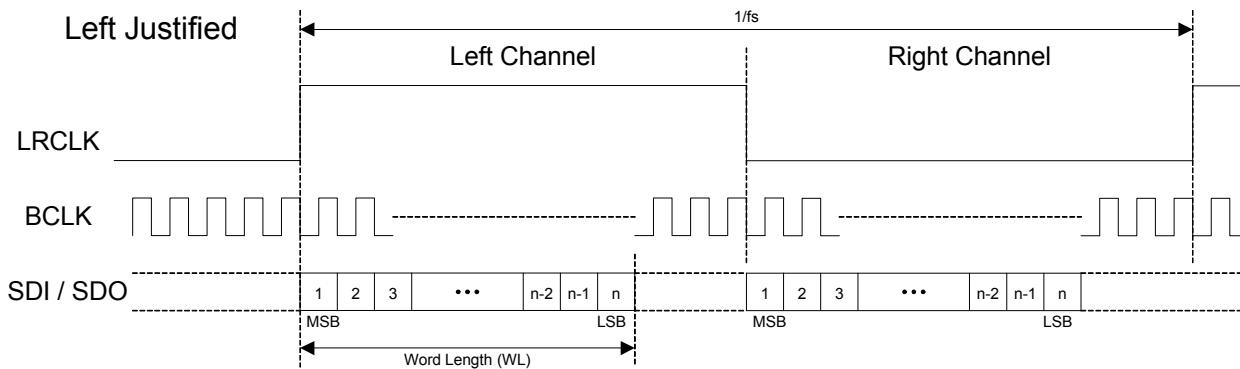 Left Justified
1/fs
Left Channel
Right Channel
LRCLK
BCLK
SDI / SDO
1 2 3 ••• n-2 n-1 n 1 2 3 ••• n-2 n-1 n
MSB LSB MSB LSB
Word Length (WL)